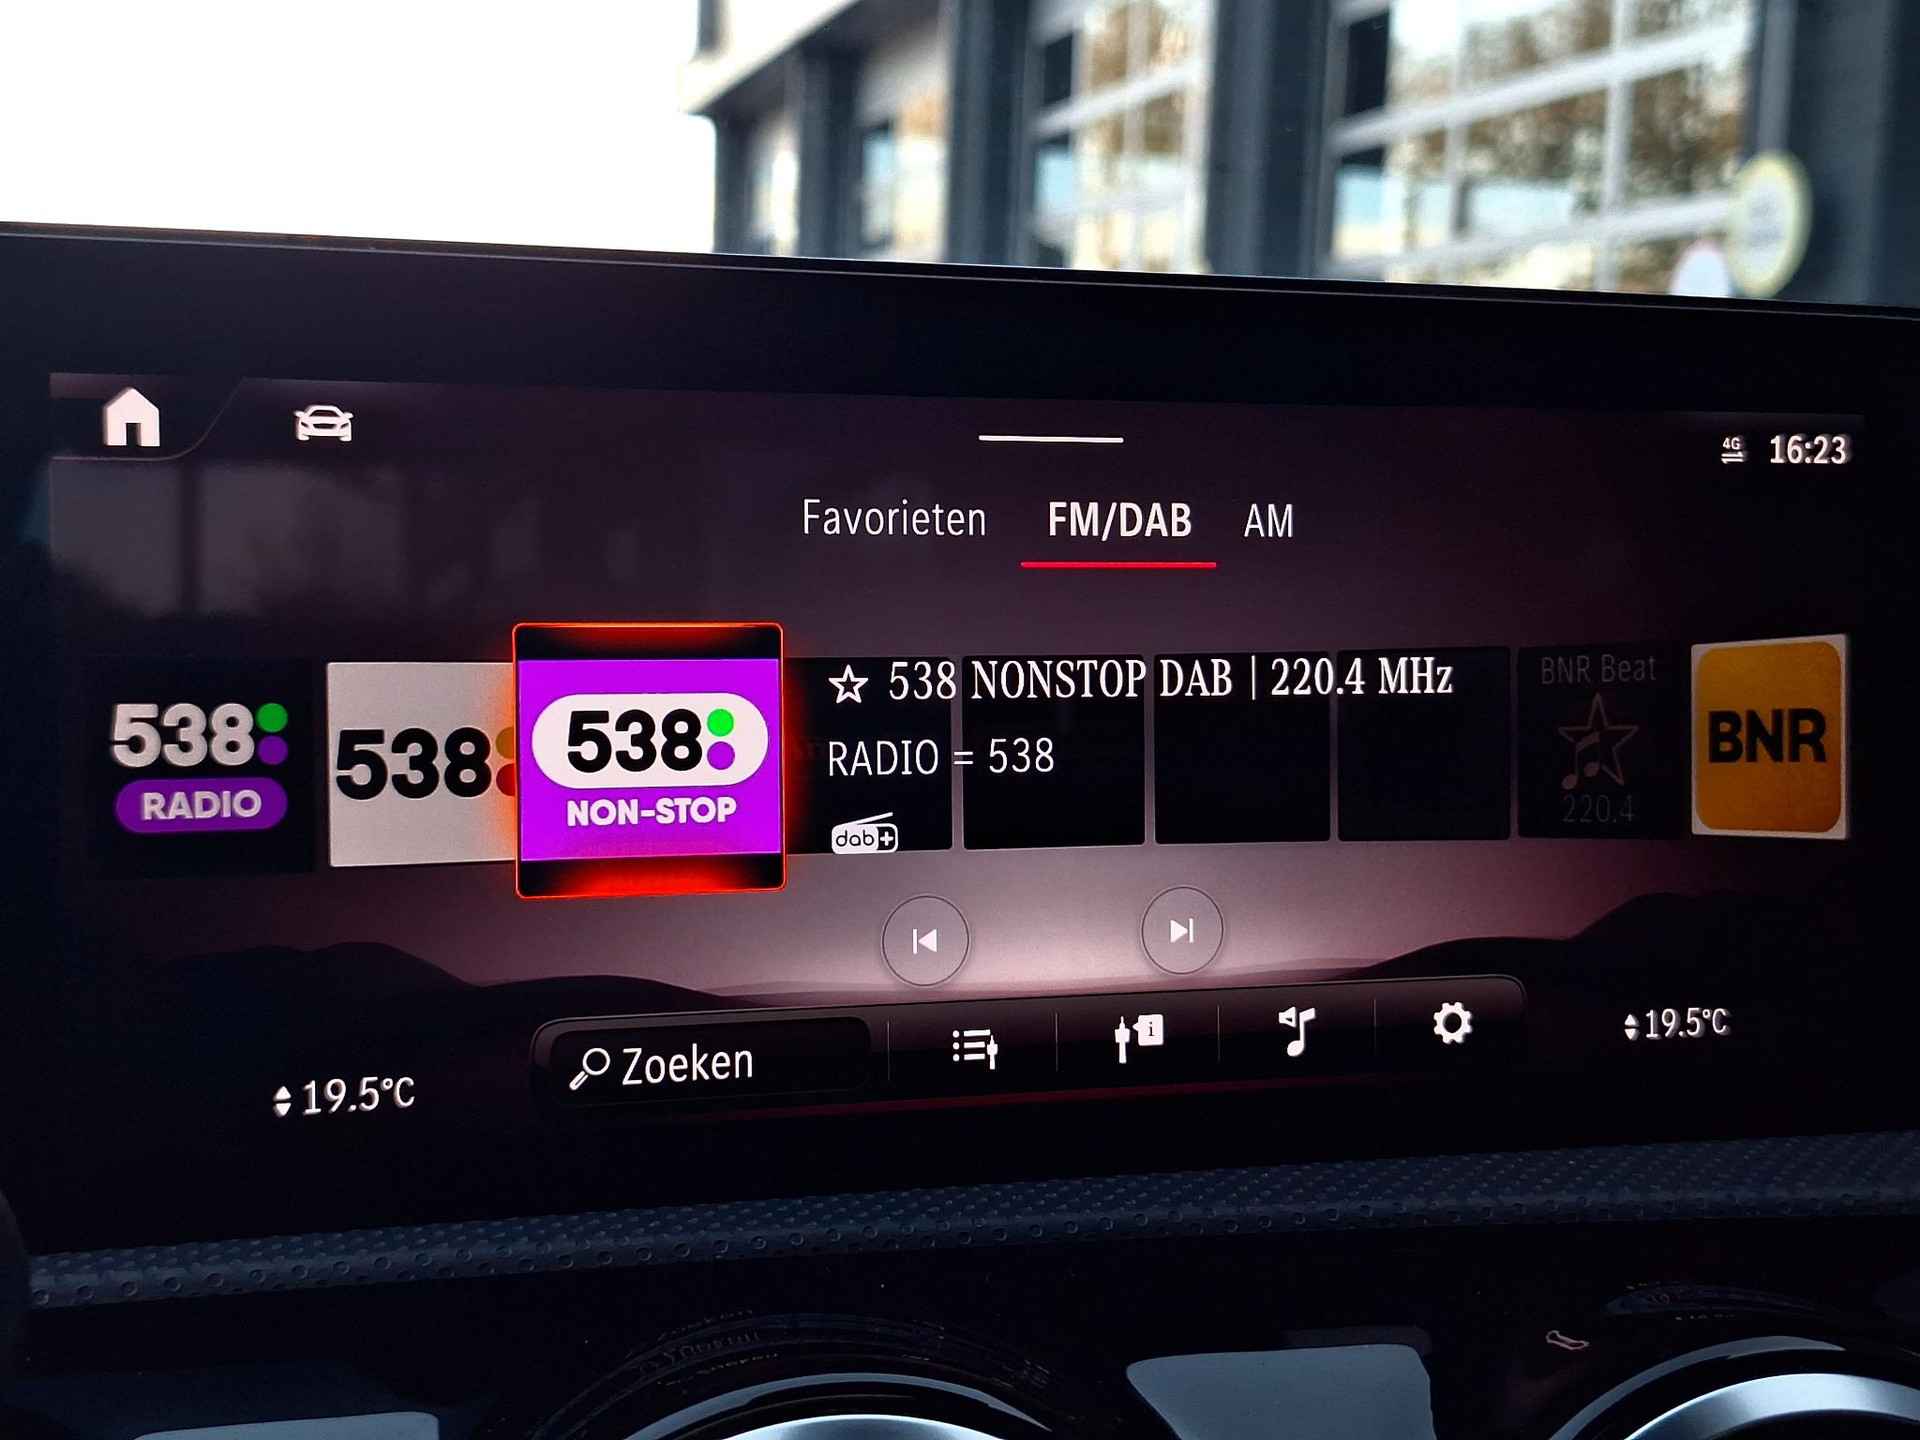 4G 16:23
Favorieten FM/DAB AM
538
RADIO
538
538
NON-STOP
538 NONSTOP DAB | 220.4 MHz
RADIO = 538
dab+
BNR Beat
220.4
BNR
Zoeken
i
19.5°C
19.5°C